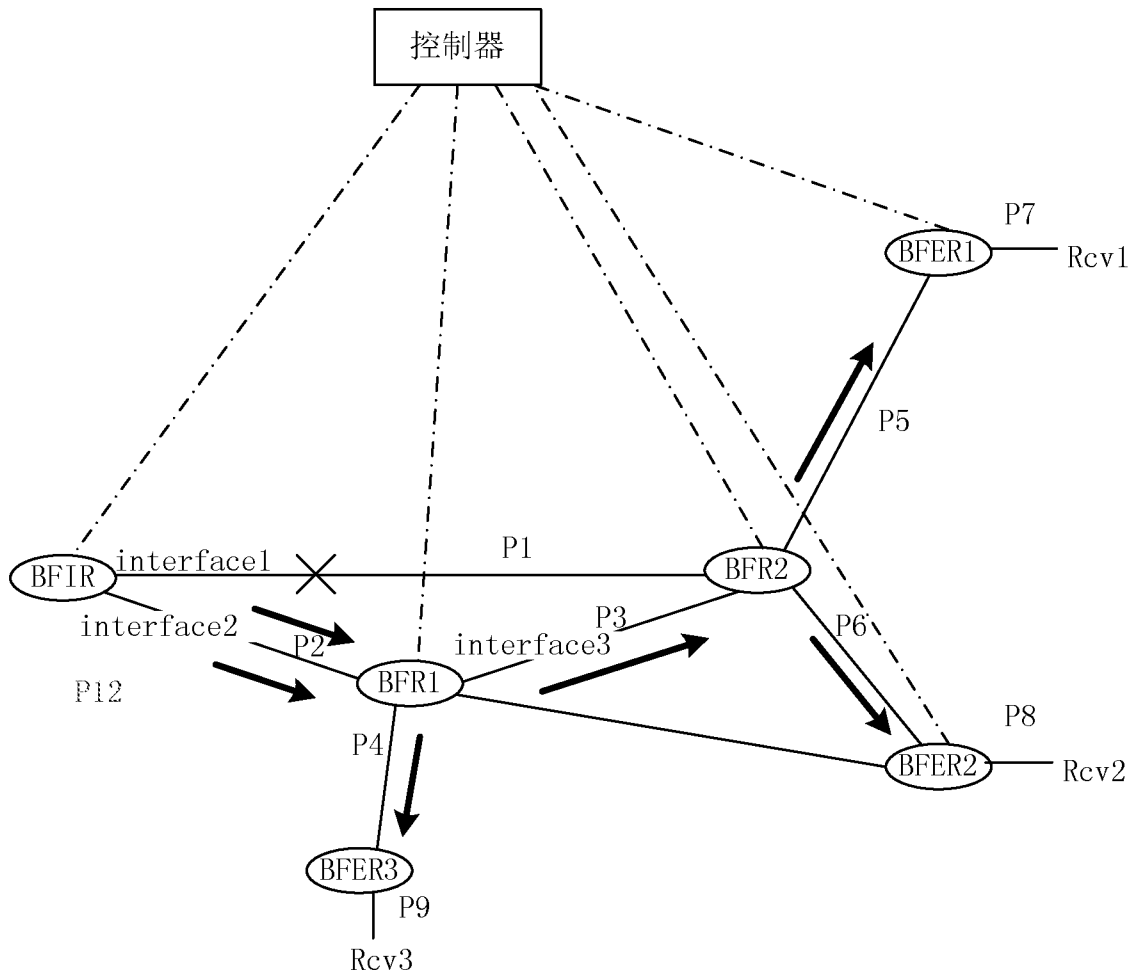 控制器
P7
BFER1
Rcv1
P5
P1
interface1
BFIR
BFR2
P3
P6
interface2
P2
interface3
BFR1
P12
P8
P4
BFER2
Rcv2
BFER3
P9
Rcv3